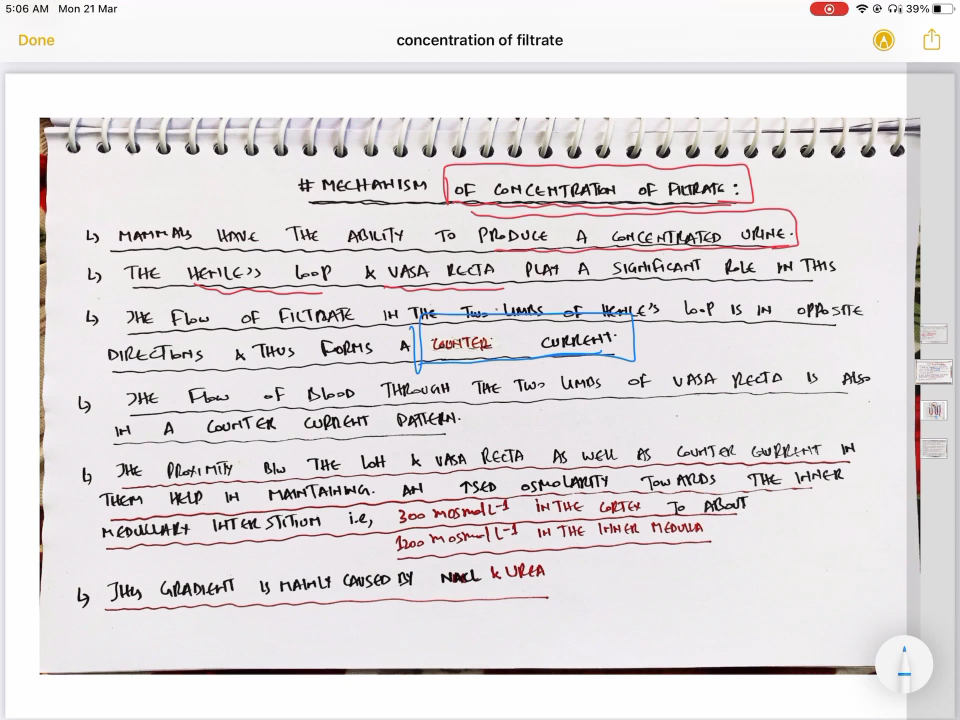 5:06 AM Mon 21 Mar
39%
Done
concentration of filtrate
# MECHANISM OF CONCENTRATION OF FILTRATE:
↳ MAMMALS HAVE THE ABILITY TO PRODUCE A CONCENTRATED URINE.
↳ THE HENLE'S LOOP & VASA RECTA PLAY A SIGNIFICANT ROLE IN THIS
↳ THE FLOW OF FILTRATE IN THE TWO LIMBS OF HENLE'S LOOP IS IN OPPOSITE
DIRECTIONS & THUS FORMS A COUNTER CURRENT.
↳ THE FLOW OF BLOOD THROUGH THE TWO LIMBS OF VASA RECTA IS ALSO
IN A COUNTER CURRENT PATTERN.
↳ THE PROXIMITY B/W THE LOH & VASA RECTA AS WELL AS COUNTER CURRENT IN
THEM HELP IN MAINTAINING. AN ↑SED OSMOLARITY TOWARDS THE INNER
MEDULLARY INTERSTITIUM i.e, 300 mosmol L-1 IN THE CORTEX TO ABOUT
1200 mosmol L-1 IN THE INNER MEDULLA
↳ THIS GRADIENT IS MAINLY CAUSED BY NACL & UREA